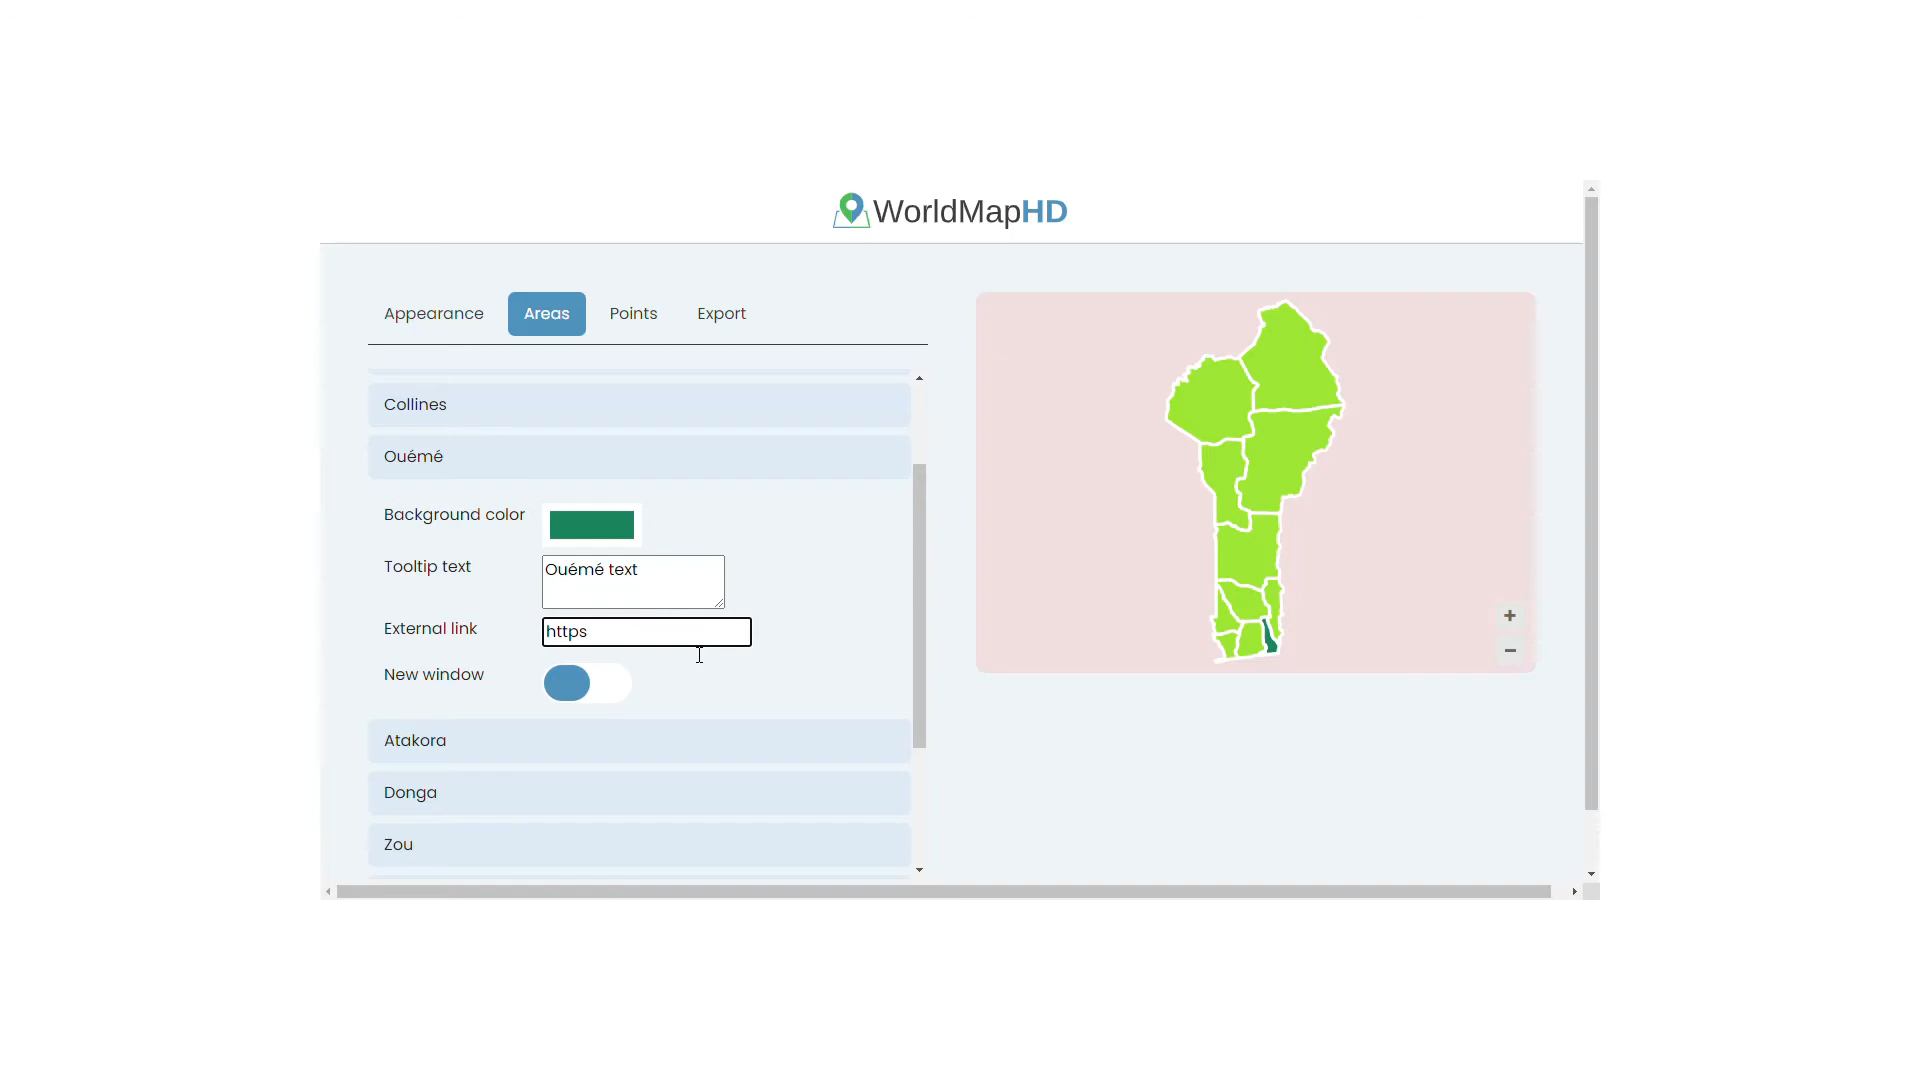 WorldMapHD
Appearance
Areas
Points
Export
Collines
Ouémé
Background color
Tooltip text
Ouémé text
External link
https
New window
Atakora
Donga
Zou